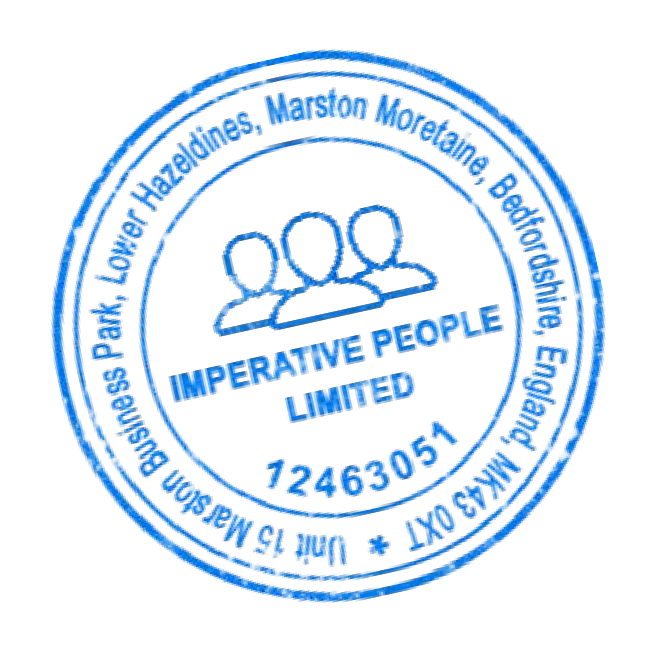 Unit 15 Marston Business Park, Lower Hazeldines, Marston Moretaine, Bedfordshire, England, MK43 0XT *
IMPERATIVE PEOPLE
LIMITED
12463051